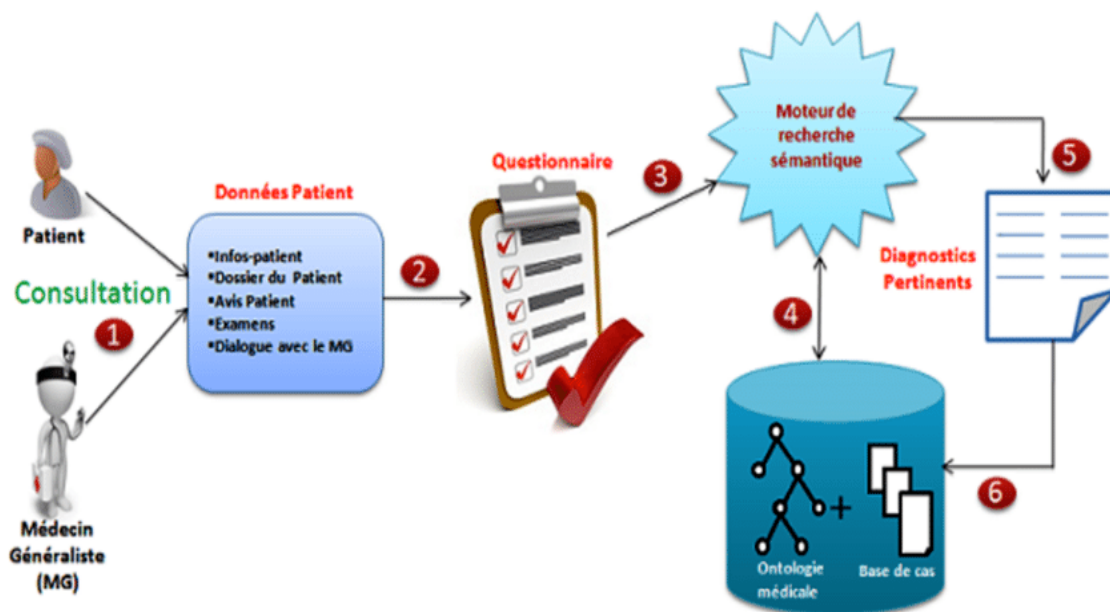 Patient
Consultation
1
Médecin
Généraliste
(MG)
Données Patient
▪Infos-patient
▪Dossier du Patient
▪Avis Patient
▪Examens
▪Dialogue avec le MG
2
Questionnaire
3
Moteur de
recherche
sémantique
4
5
Diagnostics
Pertinents
6
Ontologie
médicale
+
Base de cas